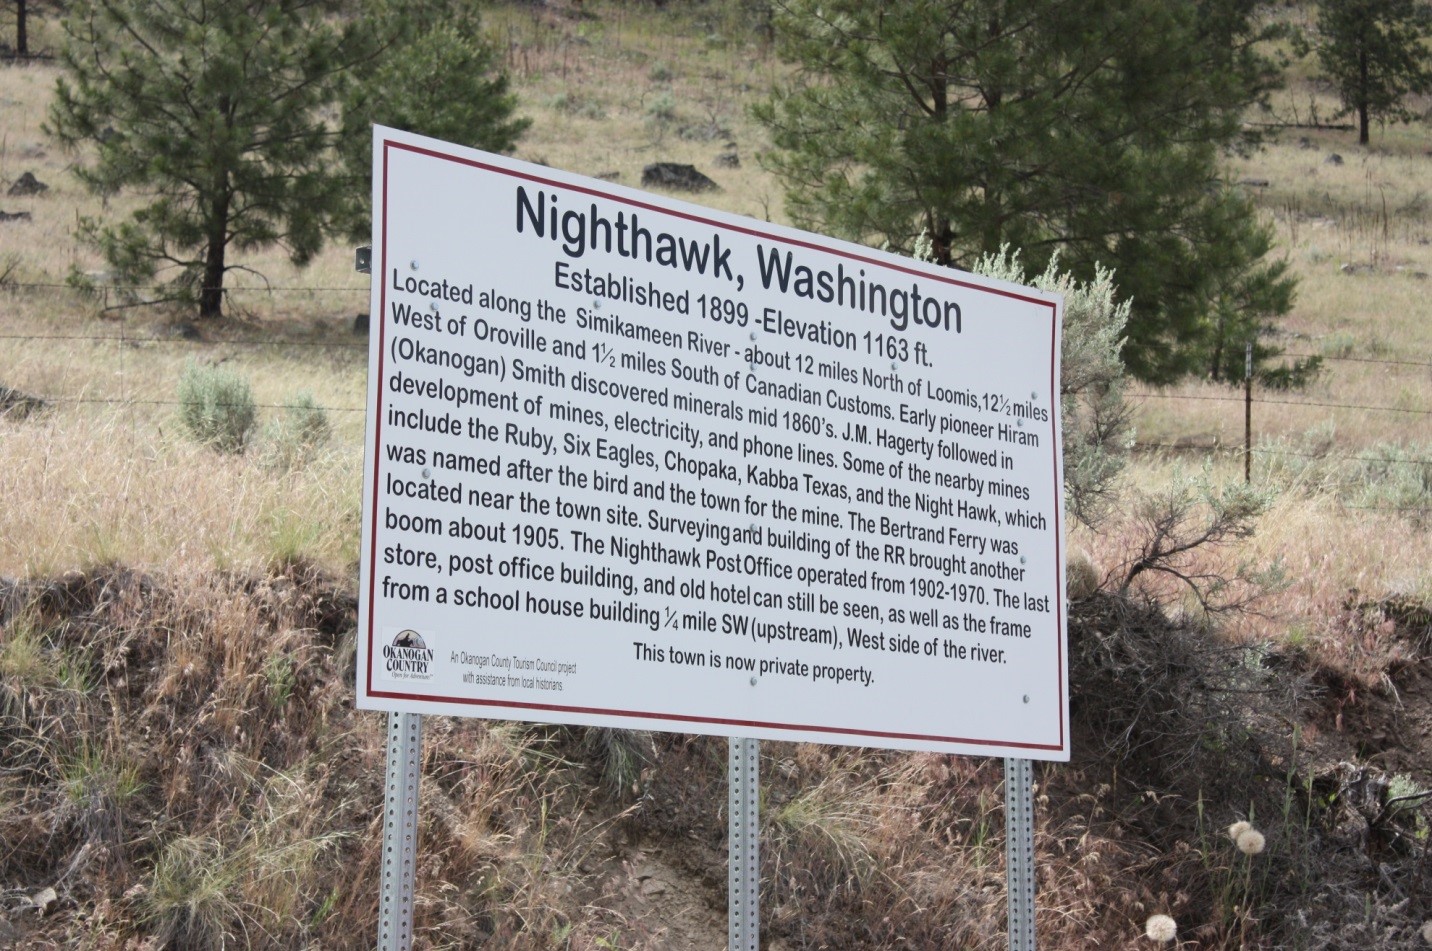 Nighthawk, Washington
Established 1899 -Elevation 1163 ft.
Located along the Simikameen River - about 12 miles North of Loomis,12½ miles
West of Oroville and 1½ miles South of Canadian Customs. Early pioneer Hiram
(Okanogan) Smith discovered minerals mid 1860's. J.M. Hagerty followed in
development of mines, electricity, and phone lines. Some of the nearby mines
include the Ruby, Six Eagles, Chopaka, Kabba Texas, and the Night Hawk, which
was named after the bird and the town for the mine. The Bertrand Ferry was
located near the town site. Surveying and building of the RR brought another
boom about 1905. The Nighthawk Post Office operated from 1902-1970. The last
store, post office building, and old hotel can still be seen, as well as the frame
from a school house building ¼ mile SW (upstream), West side of the river.
This town is now private property.
OKANOGAN
COUNTRY
Open for Adventure™
An Okanogan County Tourism Council project
with assistance from local historians.